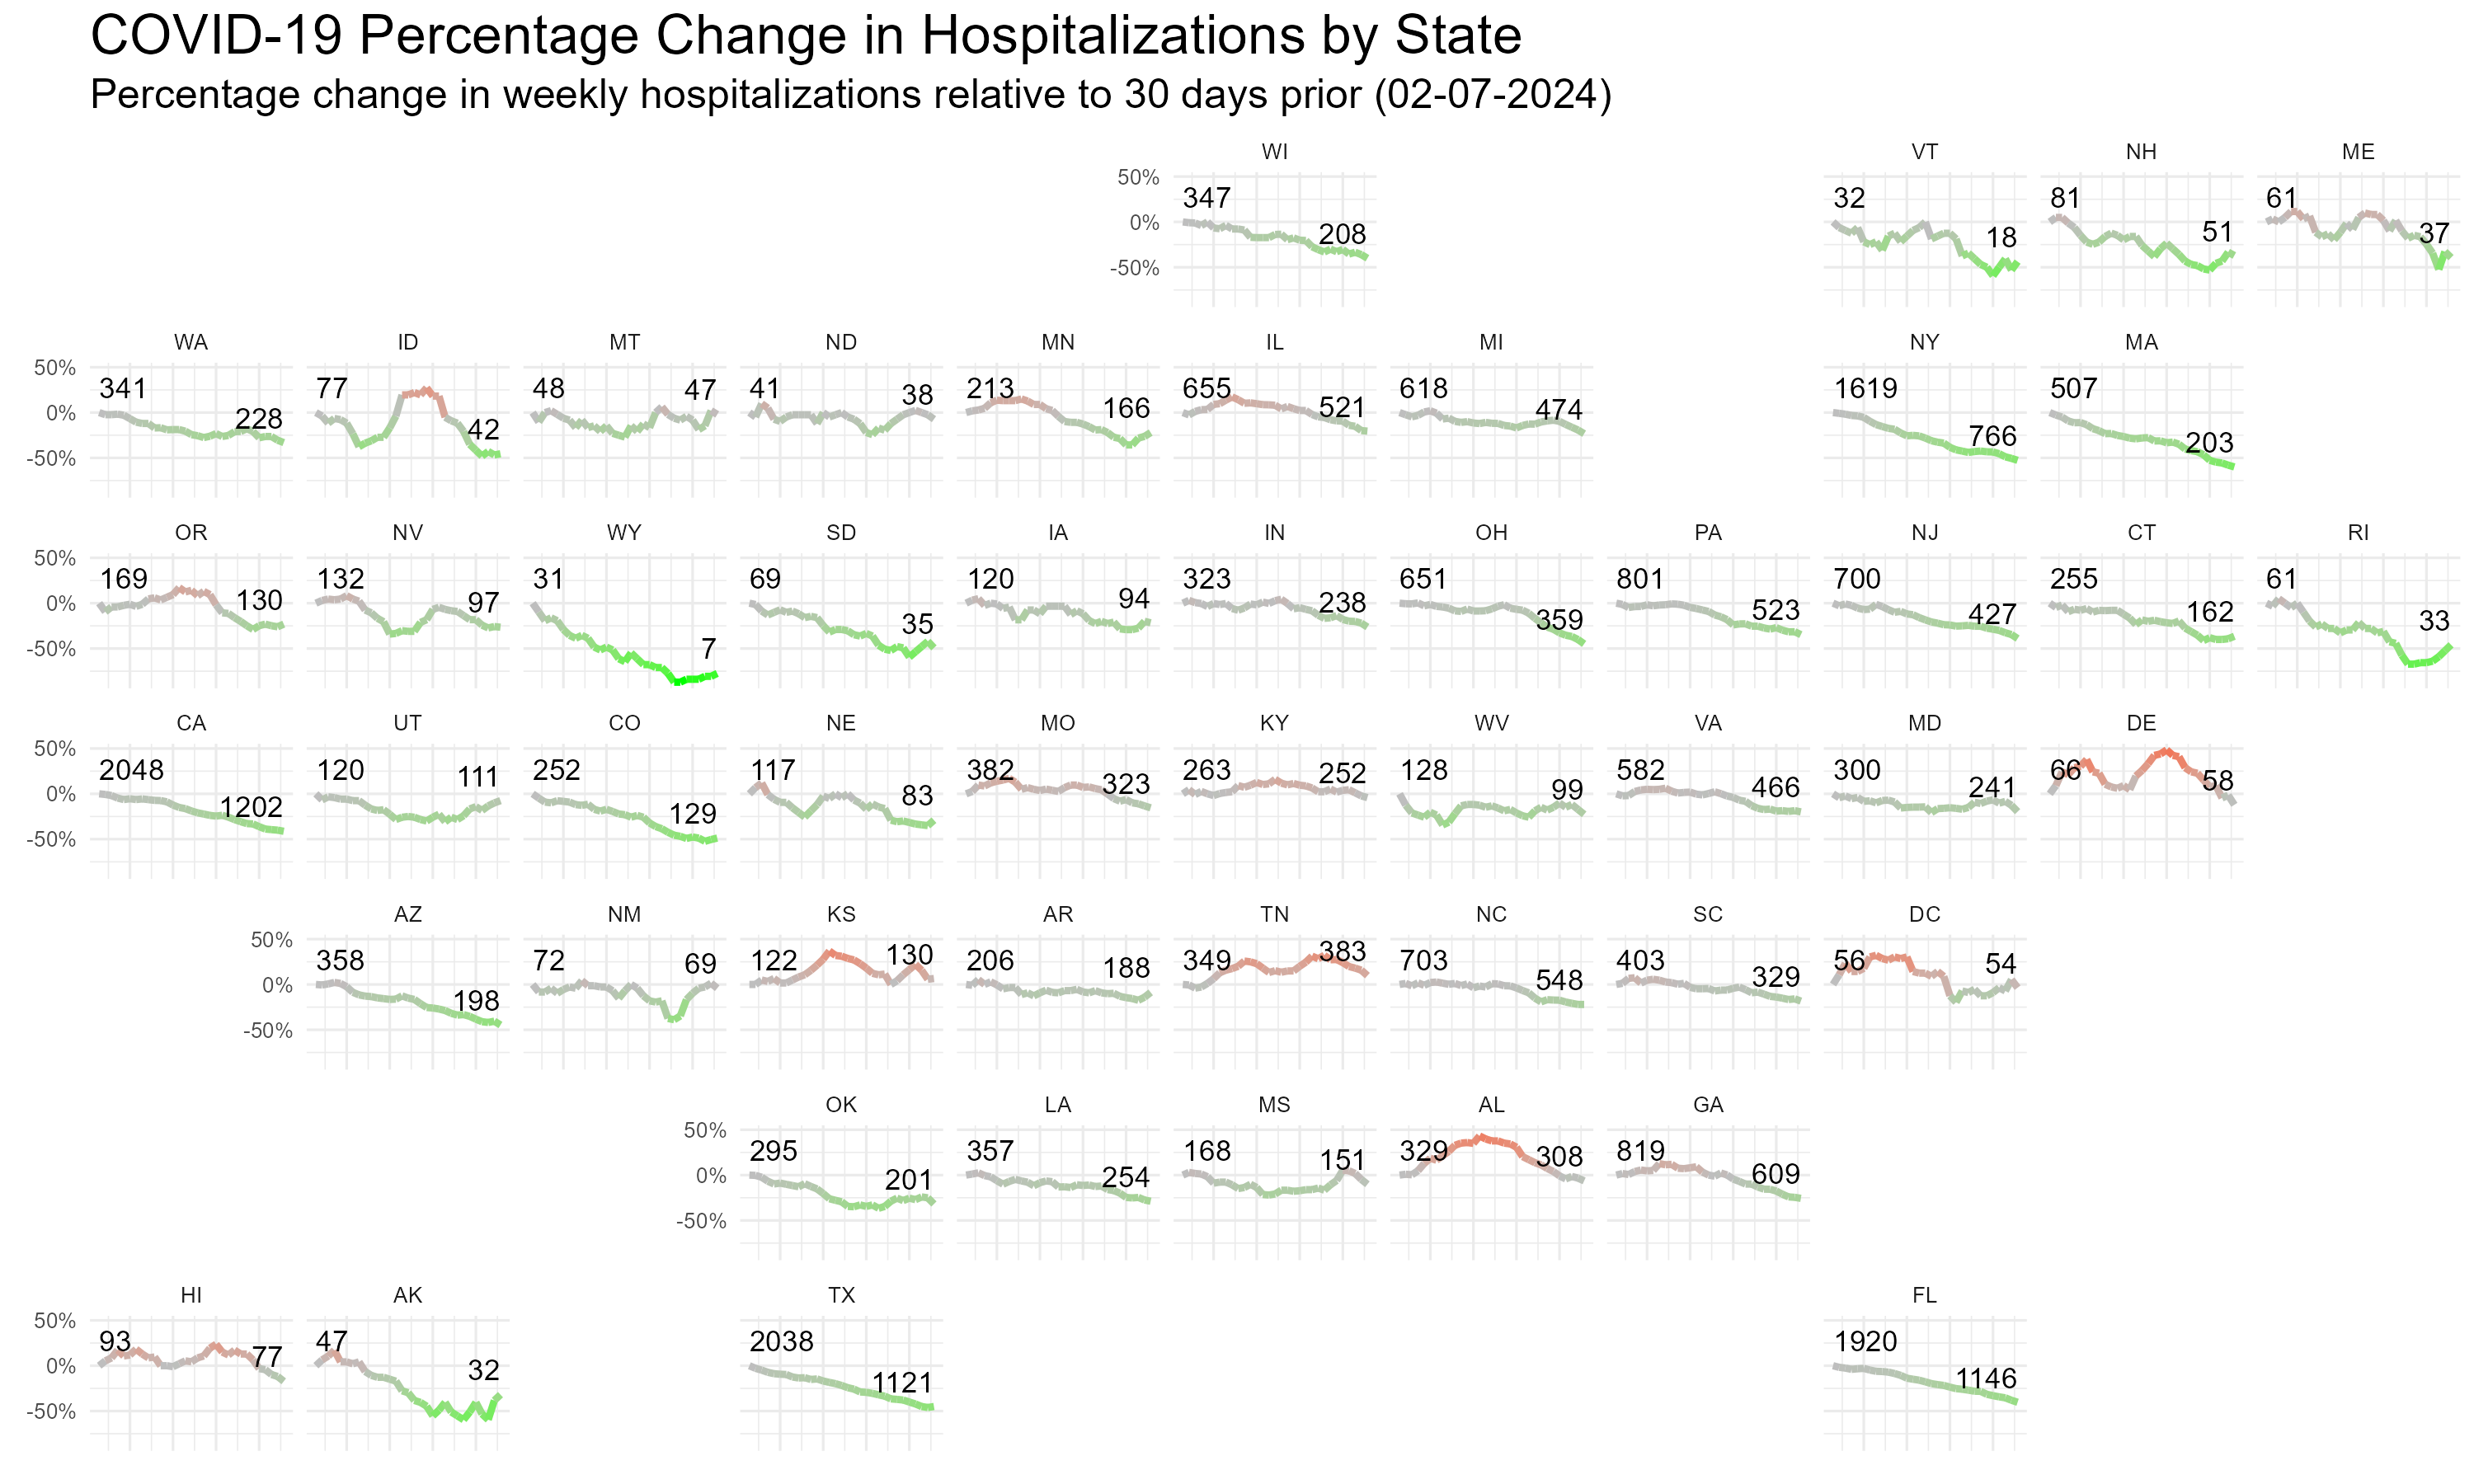 COVID-19 Percentage Change in Hospitalizations by State
Percentage change in weekly hospitalizations relative to 30 days prior (02-07-2024)
WI VT NH ME
50%
0%
-50%
347 208 32 18 81 51 61 37
WA ID MT ND MN IL MI NY MA
50%
0%
-50%
341 228 77 42 48 47 41 38 213 166 655 521 618 474 1619 766 507 203
OR NV WY SD IA IN OH PA NJ CT RI
50%
0%
-50%
169 130 132 97 31 7 69 35 120 94 323 238 651 359 801 523 700 427 255 162 61 33
CA UT CO NE MO KY WV VA MD DE
50%
0%
-50%
2048 1202 120 111 252 129 117 83 382 323 263 252 128 99 582 466 300 241 66 58
AZ NM KS AR TN NC SC DC
50%
0%
-50%
358 198 72 69 122 130 206 188 349 383 703 548 403 329 56 54
OK LA MS AL GA
50%
0%
-50%
295 201 357 254 168 151 329 308 819 609
HI AK TX FL
50%
0%
-50%
93 77 47 32 2038 1121 1920 1146